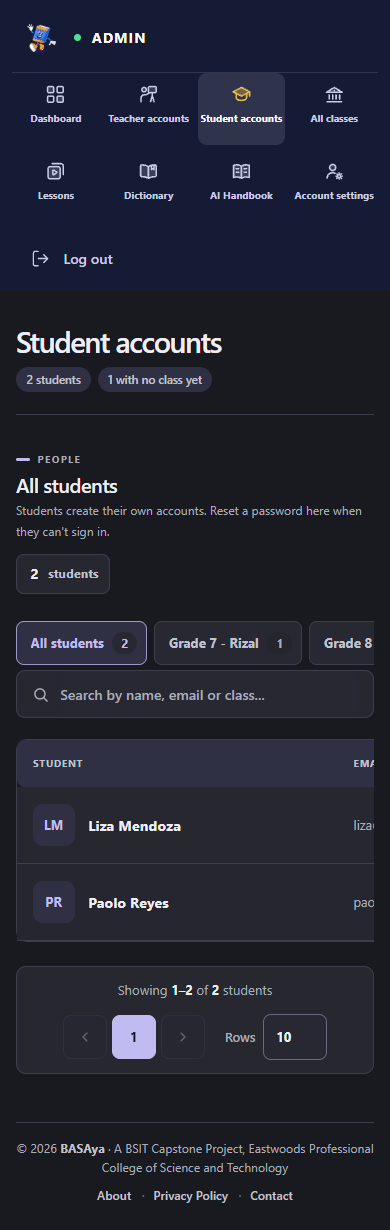 ADMIN
Dashboard
Teacher accounts
Student accounts
All classes
Lessons
Dictionary
AI Handbook
Account settings
Log out
Student accounts
2 students
1 with no class yet
PEOPLE
All students
Students create their own accounts. Reset a password here when
they can't sign in.
2 students
All students 2
Grade 7 - Rizal 1
Grade 8
Search by name, email or class...
STUDENT
EMA
LM
Liza Mendoza
liza
PR
Paolo Reyes
pao
Showing 1–2 of 2 students
1
Rows
10
© 2026 BASAya · A BSIT Capstone Project, Eastwoods Professional
College of Science and Technology
About · Privacy Policy · Contact